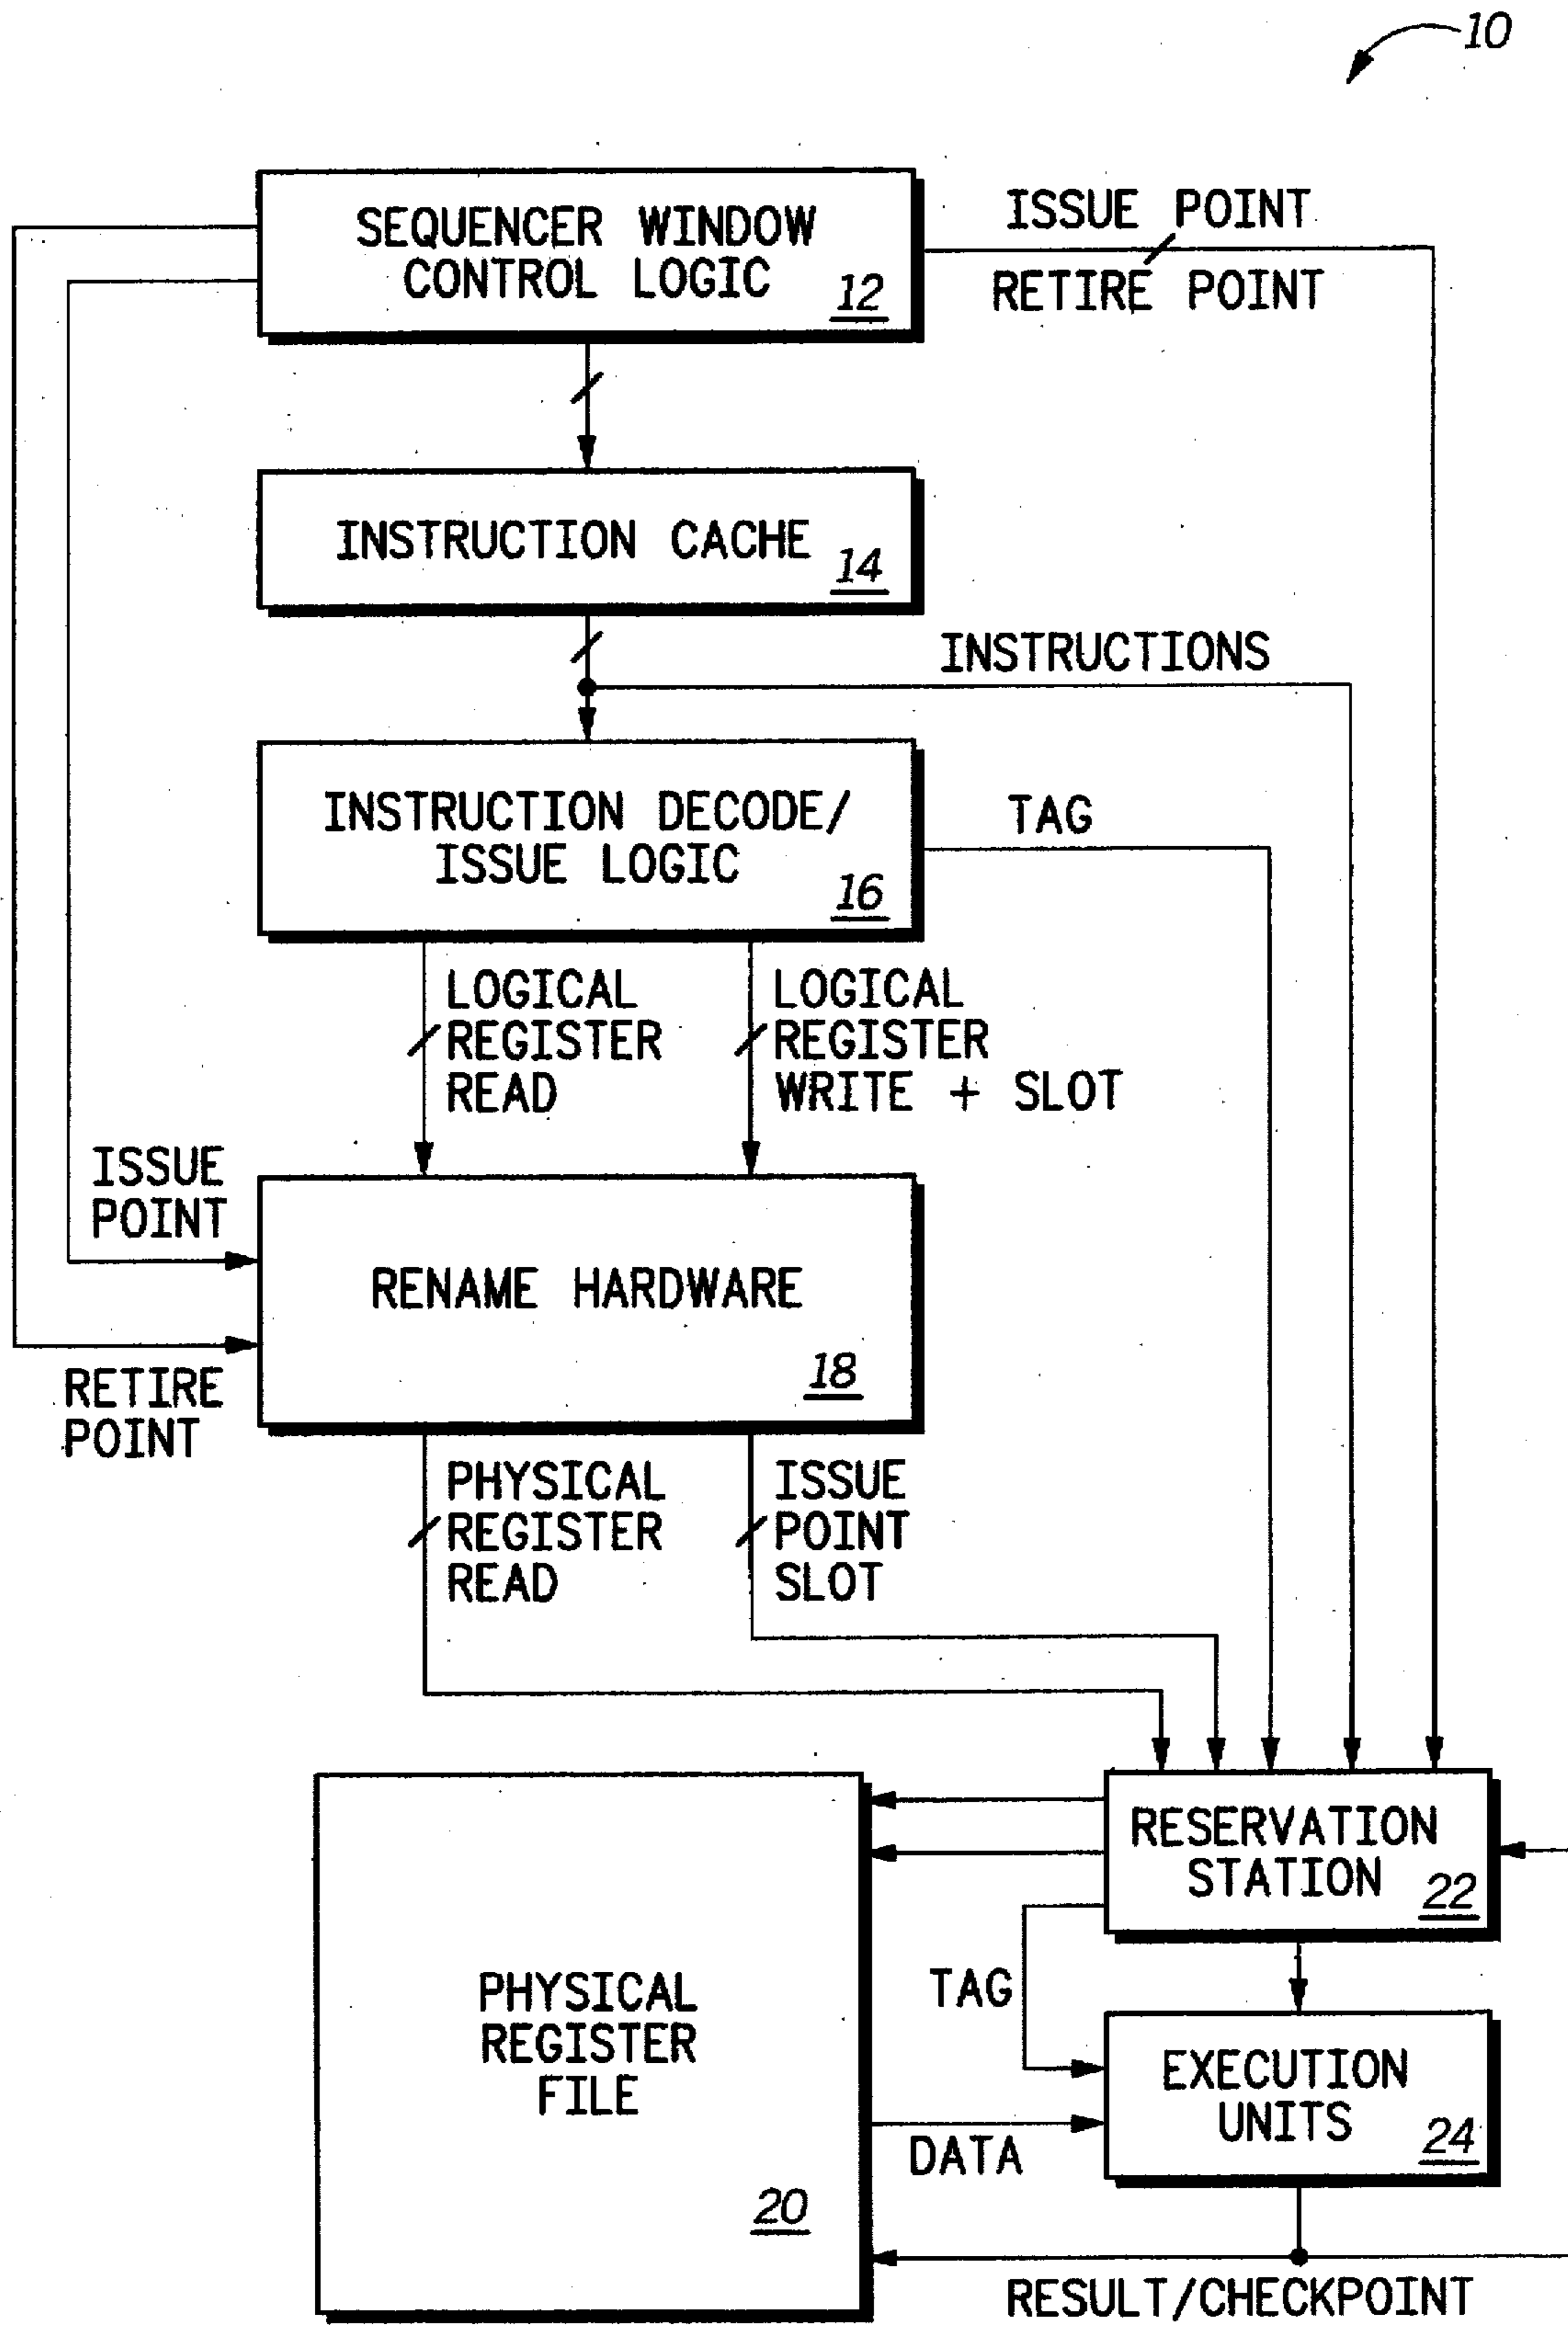 10
SEQUENCER WINDOW
CONTROL LOGIC
12
ISSUE POINT
RETIRE POINT
INSTRUCTION CACHE
14
INSTRUCTIONS
INSTRUCTION DECODE/
ISSUE LOGIC
16
TAG
LOGICAL
REGISTER
READ
LOGICAL
REGISTER
WRITE + SLOT
ISSUE
POINT
RENAME HARDWARE
18
RETIRE
POINT
PHYSICAL
REGISTER
READ
ISSUE
POINT
SLOT
RESERVATION
STATION
22
TAG
PHYSICAL
REGISTER
FILE
20
EXECUTION
UNITS
24
DATA
RESULT/CHECKPOINT